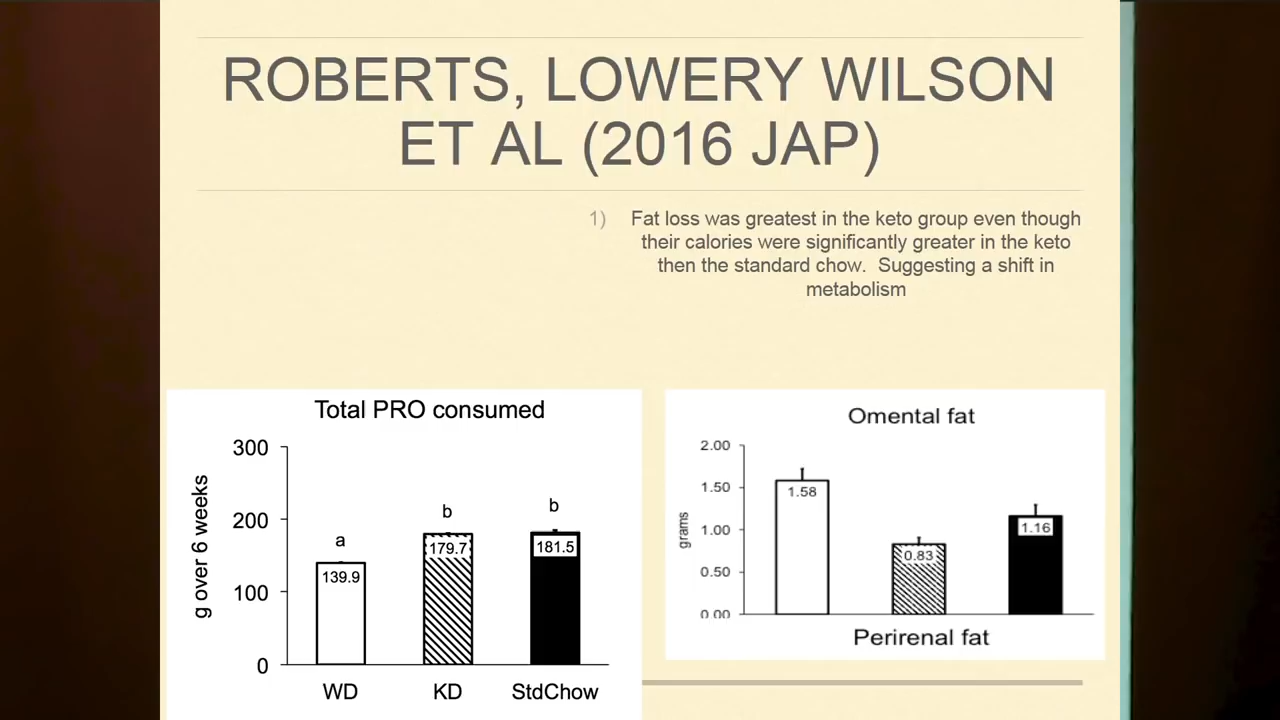 ROBERTS, LOWERY WILSON
ET AL (2016 JAP)
1) Fat loss was greatest in the keto group even though
their calories were significantly greater in the keto
then the standard chow. Suggesting a shift in
metabolism
Total PRO consumed
g over 6 weeks
300
200
100
0
a
b
b
139.9
179.7
181.5
WD KD StdChow
Omental fat
grams
2.00
1.50
1.00
0.50
0.00
1.58
0.83
1.16
Perirenal fat